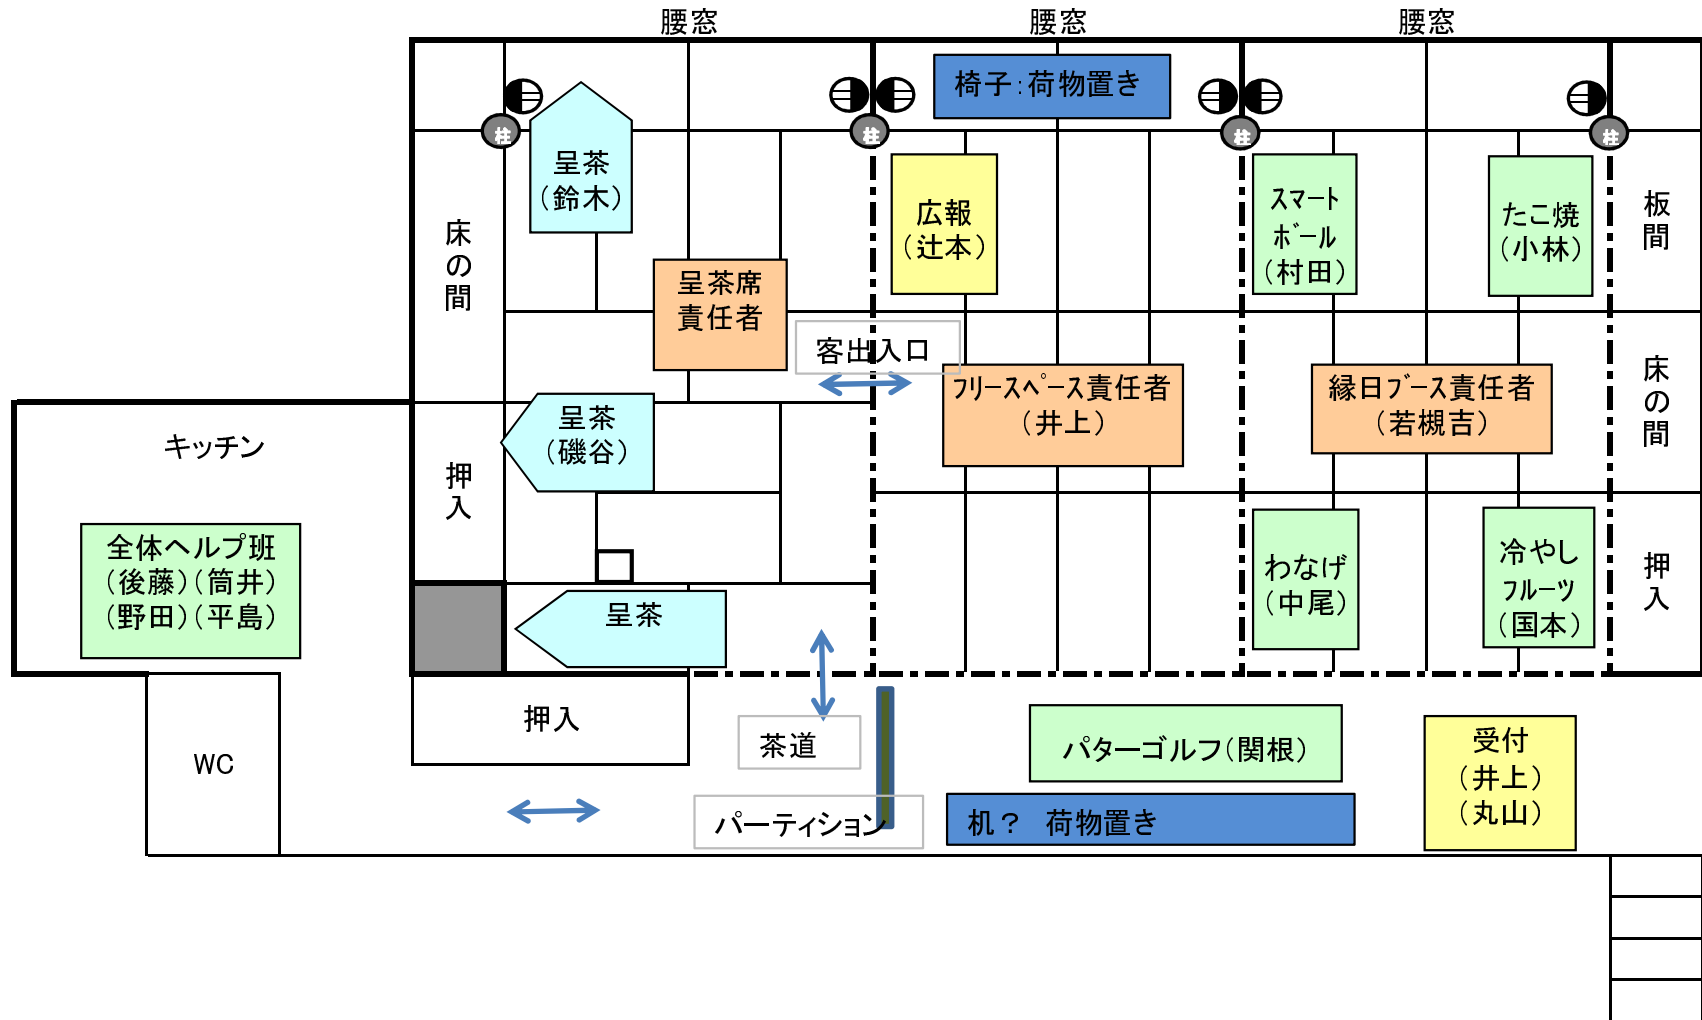 腰窓
腰窓
腰窓
椅子：荷物置き
柱
柱
柱
柱
呈茶
（鈴木）
広報
（辻本）
ｽﾏｰﾄ
ﾎﾞｰﾙ
（村田）
たこ焼
（小林）
板間
床の間
呈茶席
責任者
客出入口
ﾌﾘｰｽﾍﾟｰｽ責任者
（井上）
縁日ﾌﾞｰｽ責任者
（若槻吉）
床の間
キッチン
呈茶
（磯谷）
押入
全体ヘルプ班
（後藤）（筒井）
（野田）（平島）
わなげ
（中尾）
冷やし
ﾌﾙｰﾂ
（国本）
押入
呈茶
押入
茶道
パターゴルフ（関根）
受付
（井上）
（丸山）
WC
パーティション
机？　荷物置き